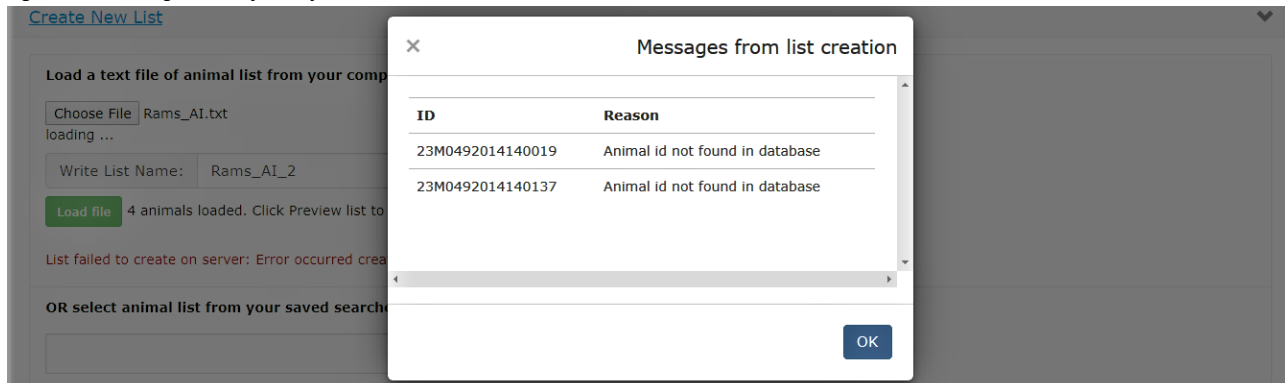 Create New List
Messages from list creation
Load a text file of animal list from your comp
Choose File Rams_AI.txt
ID Reason
loading ...
23M0492014140019 Animal id not found in database
Write List Name: Rams_AI_2
23M0492014140137 Animal id not found in database
Load file 4 animals loaded. Click Preview list to
List failed to create on server: Error occurred crea
OR select animal list from your saved searche
OK